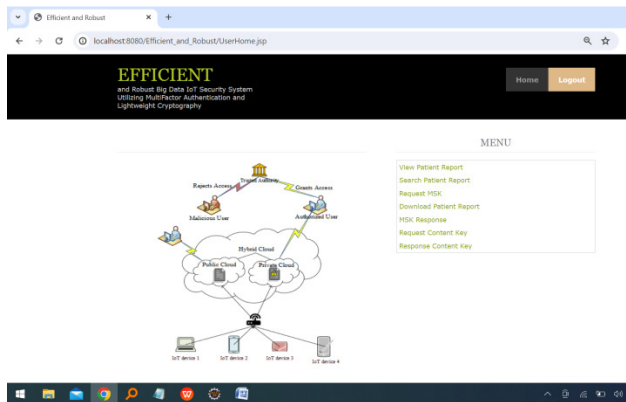 Efficient and Robust
localhost:8080/Efficient_and_Robust/UserHome.jsp
EFFICIENT
and Robust Big Data IoT Security System
Utilizing MultiFactor Authentication and
Lightweight Cryptography
Home
Logout
MENU
View Patient Report
Search Patient Report
Request MSK
Download Patient Report
MSK Response
Request Content Key
Response Content Key
Trusted Authority
Rejects Access
Grants Access
Malicious User
Authorized User
Hybrid Cloud
Public Cloud
Private Cloud
IoT device 1
IoT device 2
IoT device 3
IoT device 4